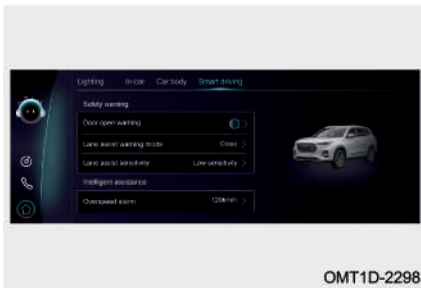 Lighting In-car Car body Smart driving
Safety warning
Door open warning
Lane assist warning mode Close >
Lane assist sensitivity Low sensitivity >
Intelligent assistance
Overspeed alarm 120km/h >
OMT1D-2298